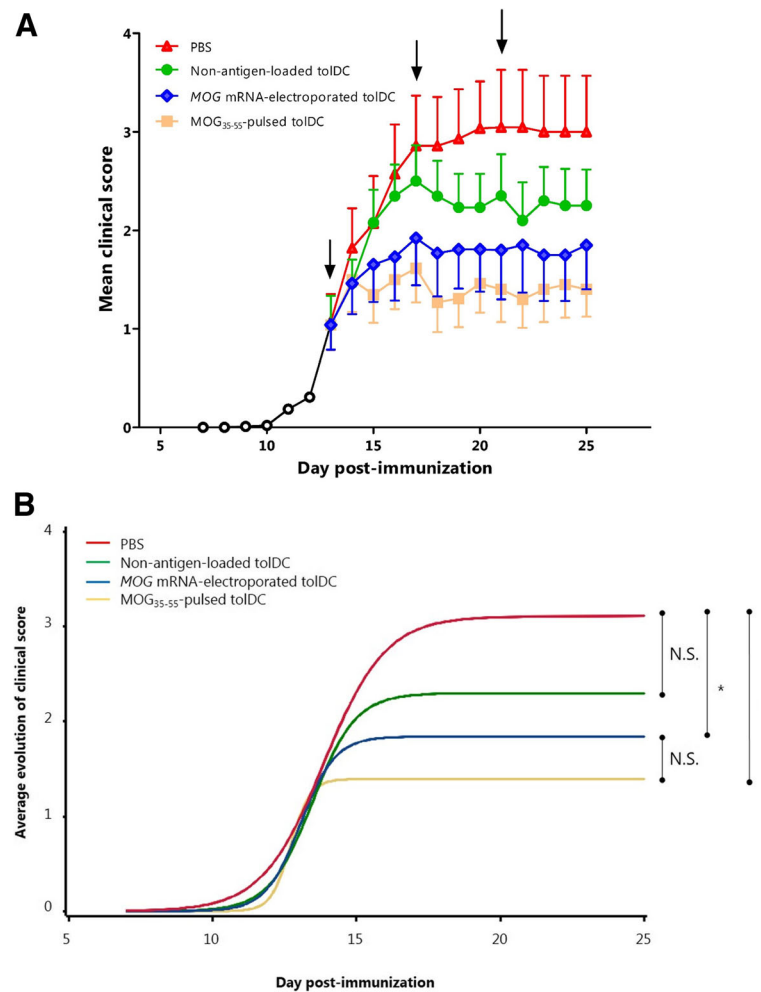 A
4
3
2
1
0
Mean clinical score
PBS
Non-antigen-loaded tolDC
MOG mRNA-electroporated tolDC
MOG35-55-pulsed tolDC
5 10 15 20 25
Day post-immunization
B
4
3
2
1
0
Average evolution of clinical score
PBS
Non-antigen-loaded tolDC
MOG mRNA-electroporated tolDC
MOG35-55-pulsed tolDC
N.S.
*
N.S.
5 10 15 20 25
Day post-immunization